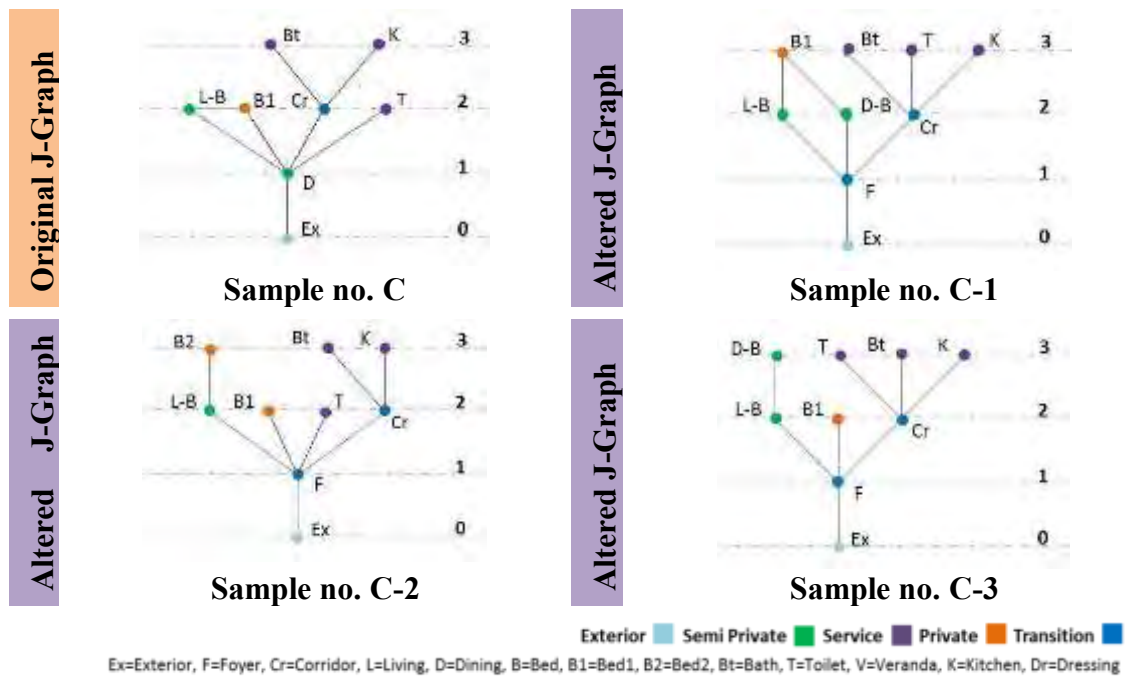 Original J-Graph
Bt
K
3
L-B
B1
Cr
T
2
1
D
Ex
0
Sample no. C
Altered J-Graph
B1
Bt
T
K
3
L-B
D-B
Cr
2
1
F
Ex
0
Sample no. C-1
Altered J-Graph
B2
Bt
K
3
L-B
B1
T
2
Cr
1
F
Ex
0
Sample no. C-2
Altered J-Graph
D-B
T
Bt
K
3
L-B
B1
2
Cr
1
F
Ex
0
Sample no. C-3
Exterior Semi Private Service Private Transition
Ex=Exterior, F=Foyer, Cr=Corridor, L=Living, D=Dining, B=Bed, B1=Bed1, B2=Bed2, Bt=Bath, T=Toilet, V=Veranda, K=Kitchen, Dr=Dressing